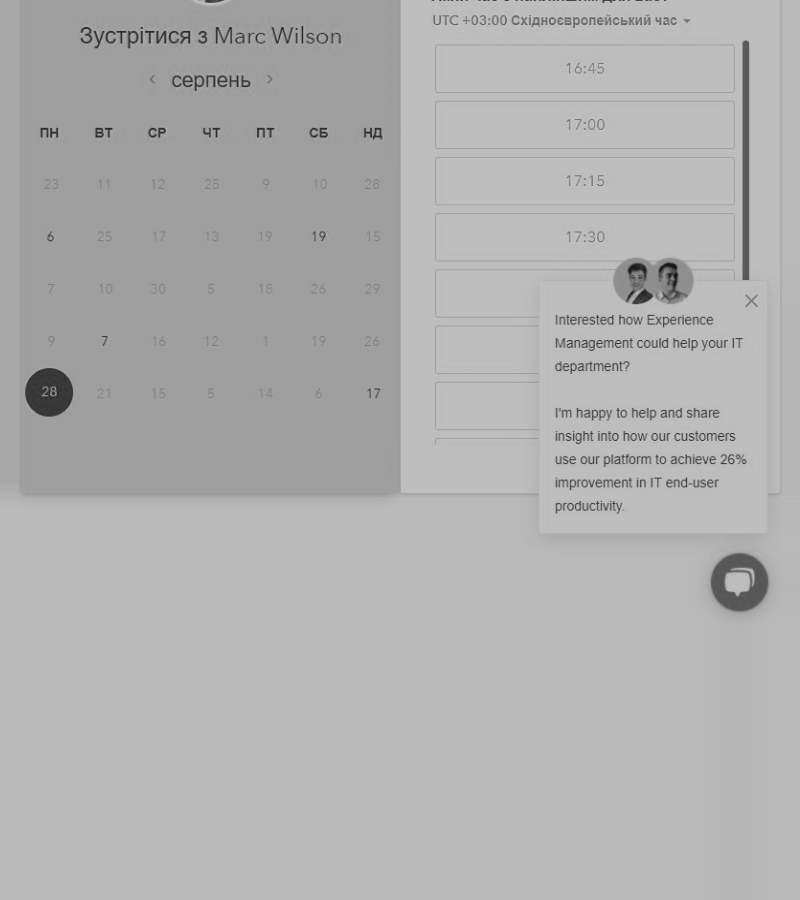 Зустрітися з Marc Wilson
серпень
ПН ВТ СР ЧТ ПТ СБ НД
23 11 12 25 9 10 28
6 25 17 13 19 19 15
7 10 30 5 18 26 29
9 7 16 12 1 19 26
28 21 15 5 14 6 17
UTC +03:00 Східноєвропейський час
16:45
17:00
17:15
17:30
Interested how Experience
Management could help your IT
department?
I'm happy to help and share
insight into how our customers
use our platform to achieve 26%
improvement in IT end-user
productivity.